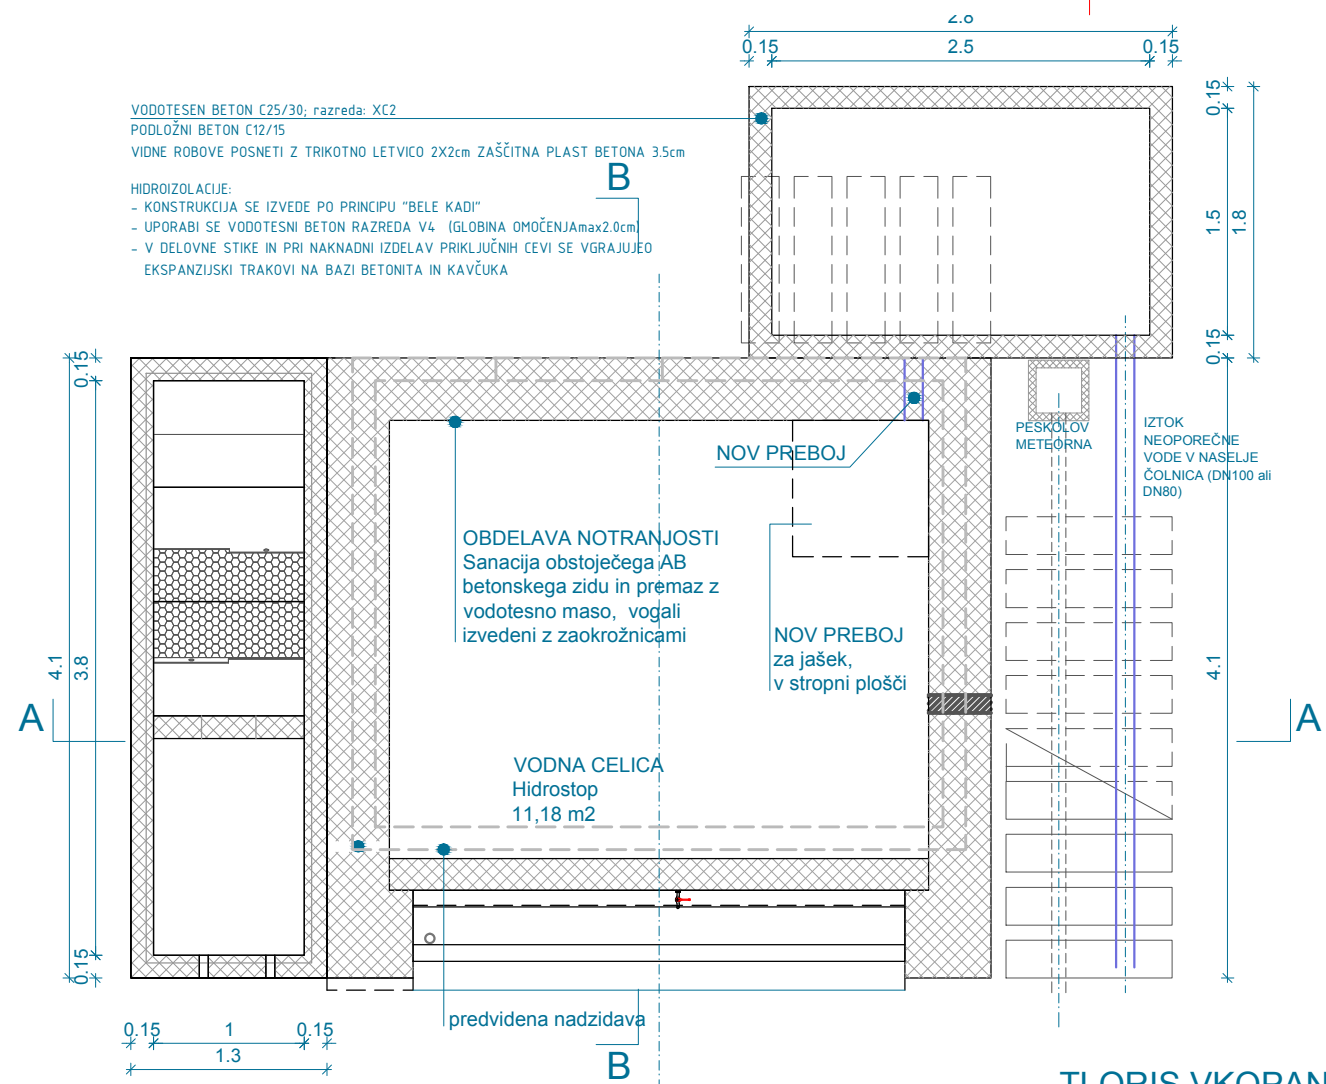 2.8
0.15
2.5
0.15
VODOTESEN BETON C25/30; razreda: XC2
PODLOŽNI BETON C12/15
VIDNE ROBOVE POSNETI Z TRIKOTNO LETVICO 2X2cm ZAŠČITNA PLAST BETONA 3.5cm
HIDROIZOLACIJE:
- KONSTRUKCIJA SE IZVEDE PO PRINCIPU "BELE KADI"
- UPORABI SE VODOTESNI BETON RAZREDA V4 (GLOBINA OMOČENJAmax2.0cm)
- V DELOVNE STIKE IN PRI NAKNADNI IZDELAV PRIKLJUČNIH CEVI SE VGRAJUJEO
EKSPANZIJSKI TRAKOVI NA BAZI BETONITA IN KAVČUKA
B
0.15
1.5
1.8
0.15
0.15
3.8
4.1
0.15
NOV PREBOJ
PESKOLOV
METEORNA
IZTOK
NEOPOREČNE
VODE V NASELJE
ČOLNICA (DN100 ali
DN80)
OBDELAVA NOTRANJOSTI
Sanacija obstoječega AB
betonskega zidu in premaz z
vodotesno maso, vogali
izvedeni z zaokrožnicami
NOV PREBOJ
za jašek,
v stropni plošči
4.1
A
A
VODNA CELICA
Hidrostop
11,18 m2
predvidena nadzidava
0.15
1
0.15
1.3
B
TLORIS VKOPAN